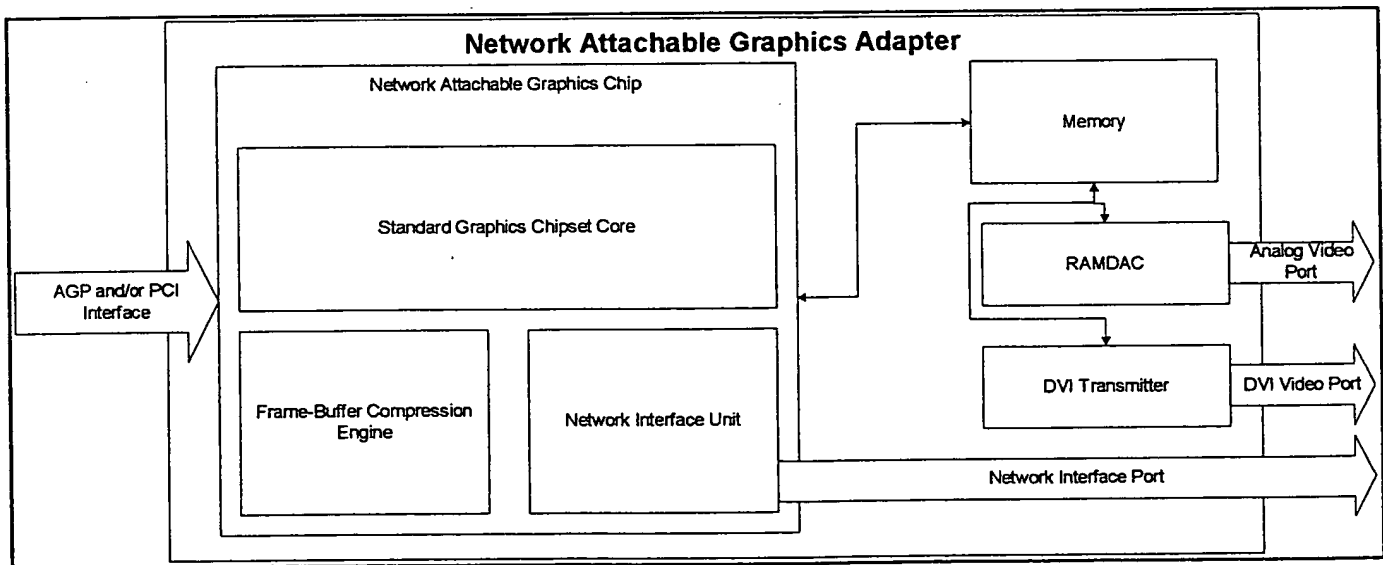 Network Attachable Graphics Adapter
Network Attachable Graphics Chip
Memory
Standard Graphics Chipset Core
RAMDAC
Analog Video
Port
AGP and/or PCI
Interface
DVI Transmitter
DVI Video Port
Frame-Buffer Compression
Engine
Network Interface Unit
Network Interface Port